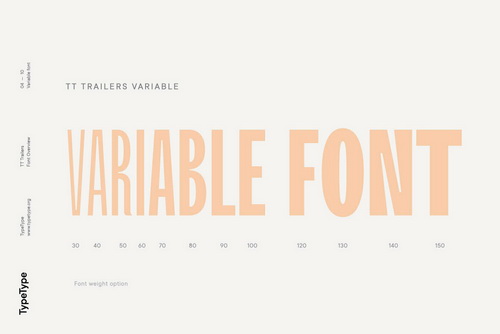 04 — 10
Variable font
TT TRAILERS VARIABLE
TT Trailers
Font Overview
VARIABLE FONT
TypeType
www.typetype.org
30 40 50 60 70 80 90 100 120 130 140 150
TypeType
Font weight option